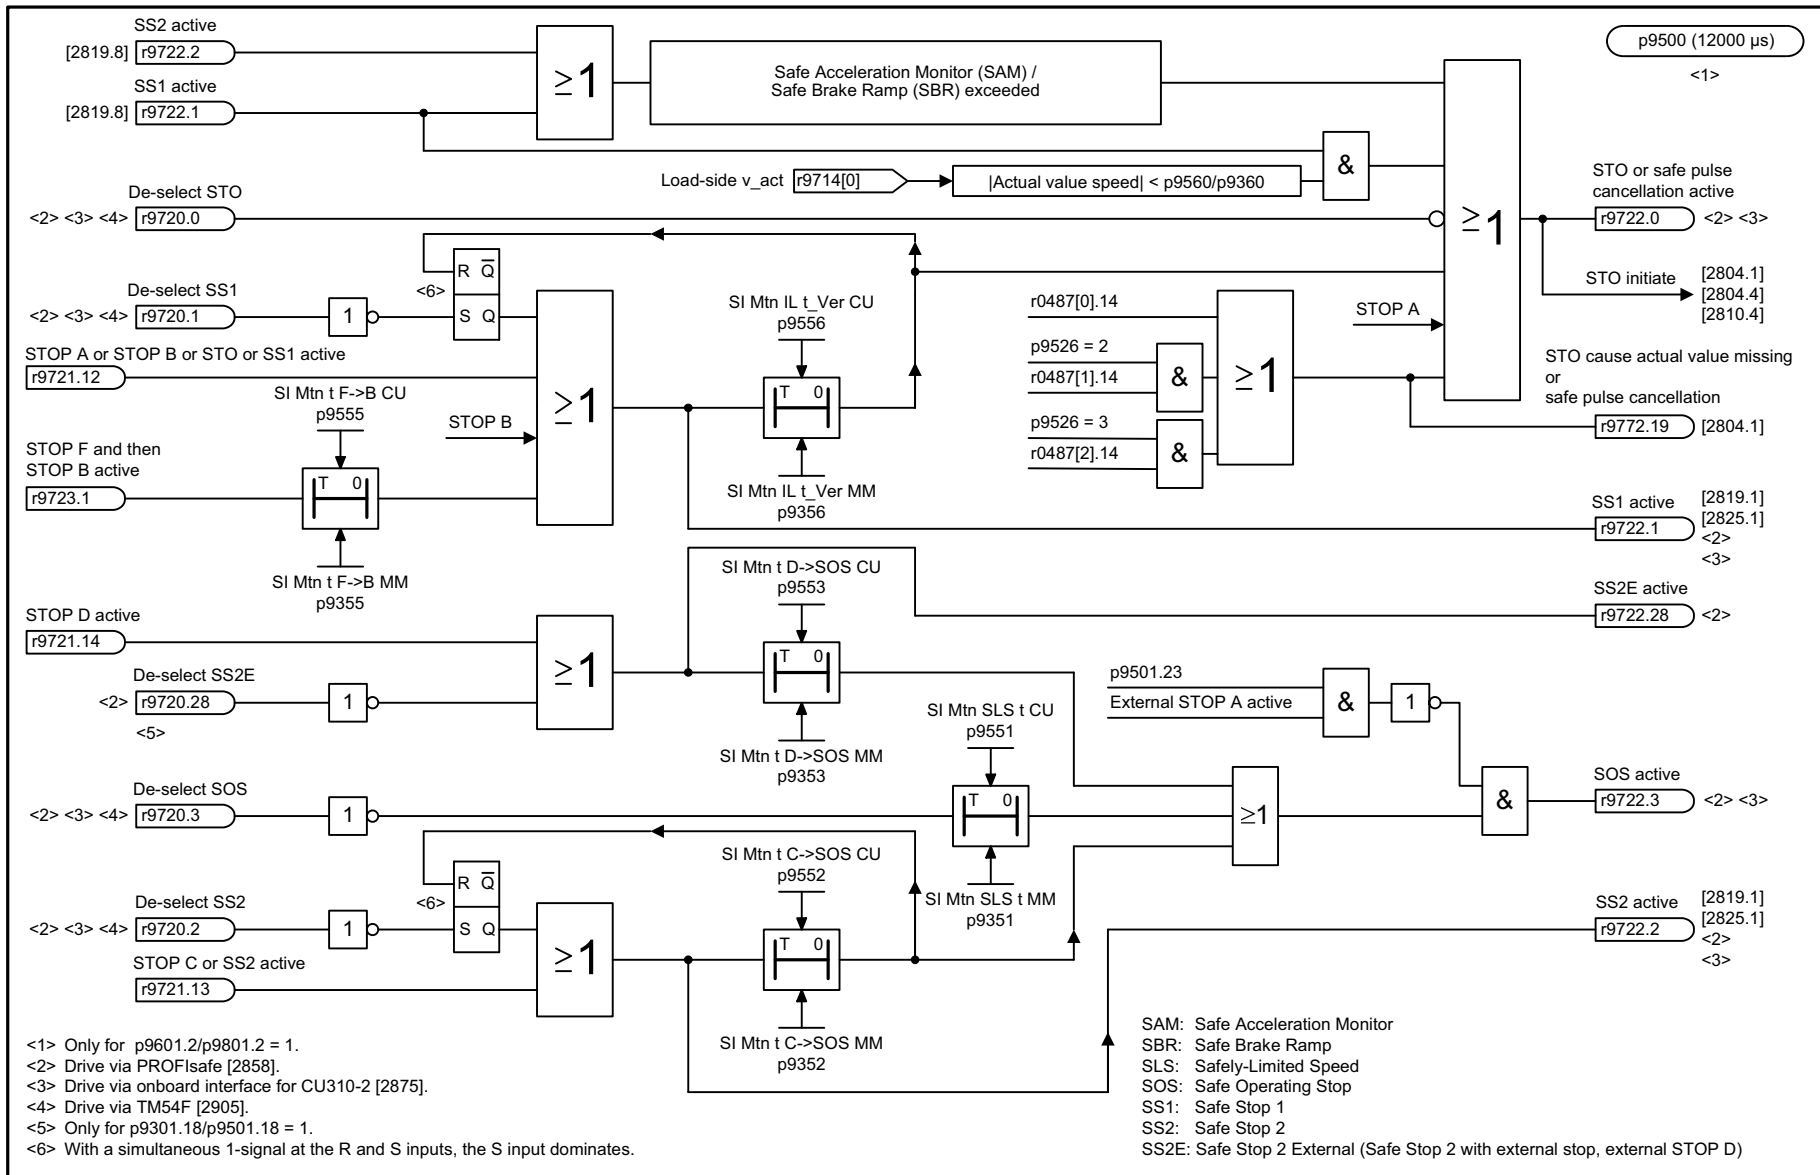 SS2 active
[2819.8] r9722.2
SS1 active
[2819.8] r9722.1
≥1
Safe Acceleration Monitor (SAM) /
Safe Brake Ramp (SBR) exceeded
p9500 (12000 µs)
<1>
&
Load-side v_act r9714[0]
|Actual value speed| < p9560/p9360
De-select STO
<2> <3> <4> r9720.0
≥1
STO or safe pulse
cancellation active
r9722.0 <2> <3>
STO initiate
[2804.1]
[2804.4]
[2810.4]
R Q̅
<6>
S Q
De-select SS1
<2> <3> <4> r9720.1
1
STOP A or STOP B or STO or SS1 active
r9721.12
SI Mtn t F->B CU
p9555
STOP F and then
STOP B active
r9723.1
T 0
SI Mtn t F->B MM
p9355
STOP B
≥1
SI Mtn IL t_Ver CU
p9556
T 0
SI Mtn IL t_Ver MM
p9356
r0487[0].14
p9526 = 2
r0487[1].14
&
p9526 = 3
r0487[2].14
&
≥1
STOP A
STO cause actual value missing
or
safe pulse cancellation
r9772.19 [2804.1]
SS1 active
r9722.1
[2819.1]
[2825.1]
<2>
<3>
STOP D active
r9721.14
De-select SS2E
<2> r9720.28
<5>
1
≥1
SI Mtn t D->SOS CU
p9553
T 0
SI Mtn t D->SOS MM
p9353
SS2E active
r9722.28 <2>
p9501.23
External STOP A active
&
1
De-select SOS
<2> <3> <4> r9720.3
1
SI Mtn SLS t CU
p9551
T 0
SI Mtn SLS t MM
p9351
≥1
&
SOS active
r9722.3 <2> <3>
R Q̅
<6>
S Q
De-select SS2
<2> <3> <4> r9720.2
1
STOP C or SS2 active
r9721.13
≥1
SI Mtn t C->SOS CU
p9552
T 0
SI Mtn t C->SOS MM
p9352
SS2 active
r9722.2
[2819.1]
[2825.1]
<2>
<3>
<1> Only for p9601.2/p9801.2 = 1.
<2> Drive via PROFIsafe [2858].
<3> Drive via onboard interface for CU310-2 [2875].
<4> Drive via TM54F [2905].
<5> Only for p9301.18/p9501.18 = 1.
<6> With a simultaneous 1-signal at the R and S inputs, the S input dominates.
SAM: Safe Acceleration Monitor
SBR: Safe Brake Ramp
SLS: Safely-Limited Speed
SOS: Safe Operating Stop
SS1: Safe Stop 1
SS2: Safe Stop 2
SS2E: Safe Stop 2 External (Safe Stop 2 with external stop, external STOP D)